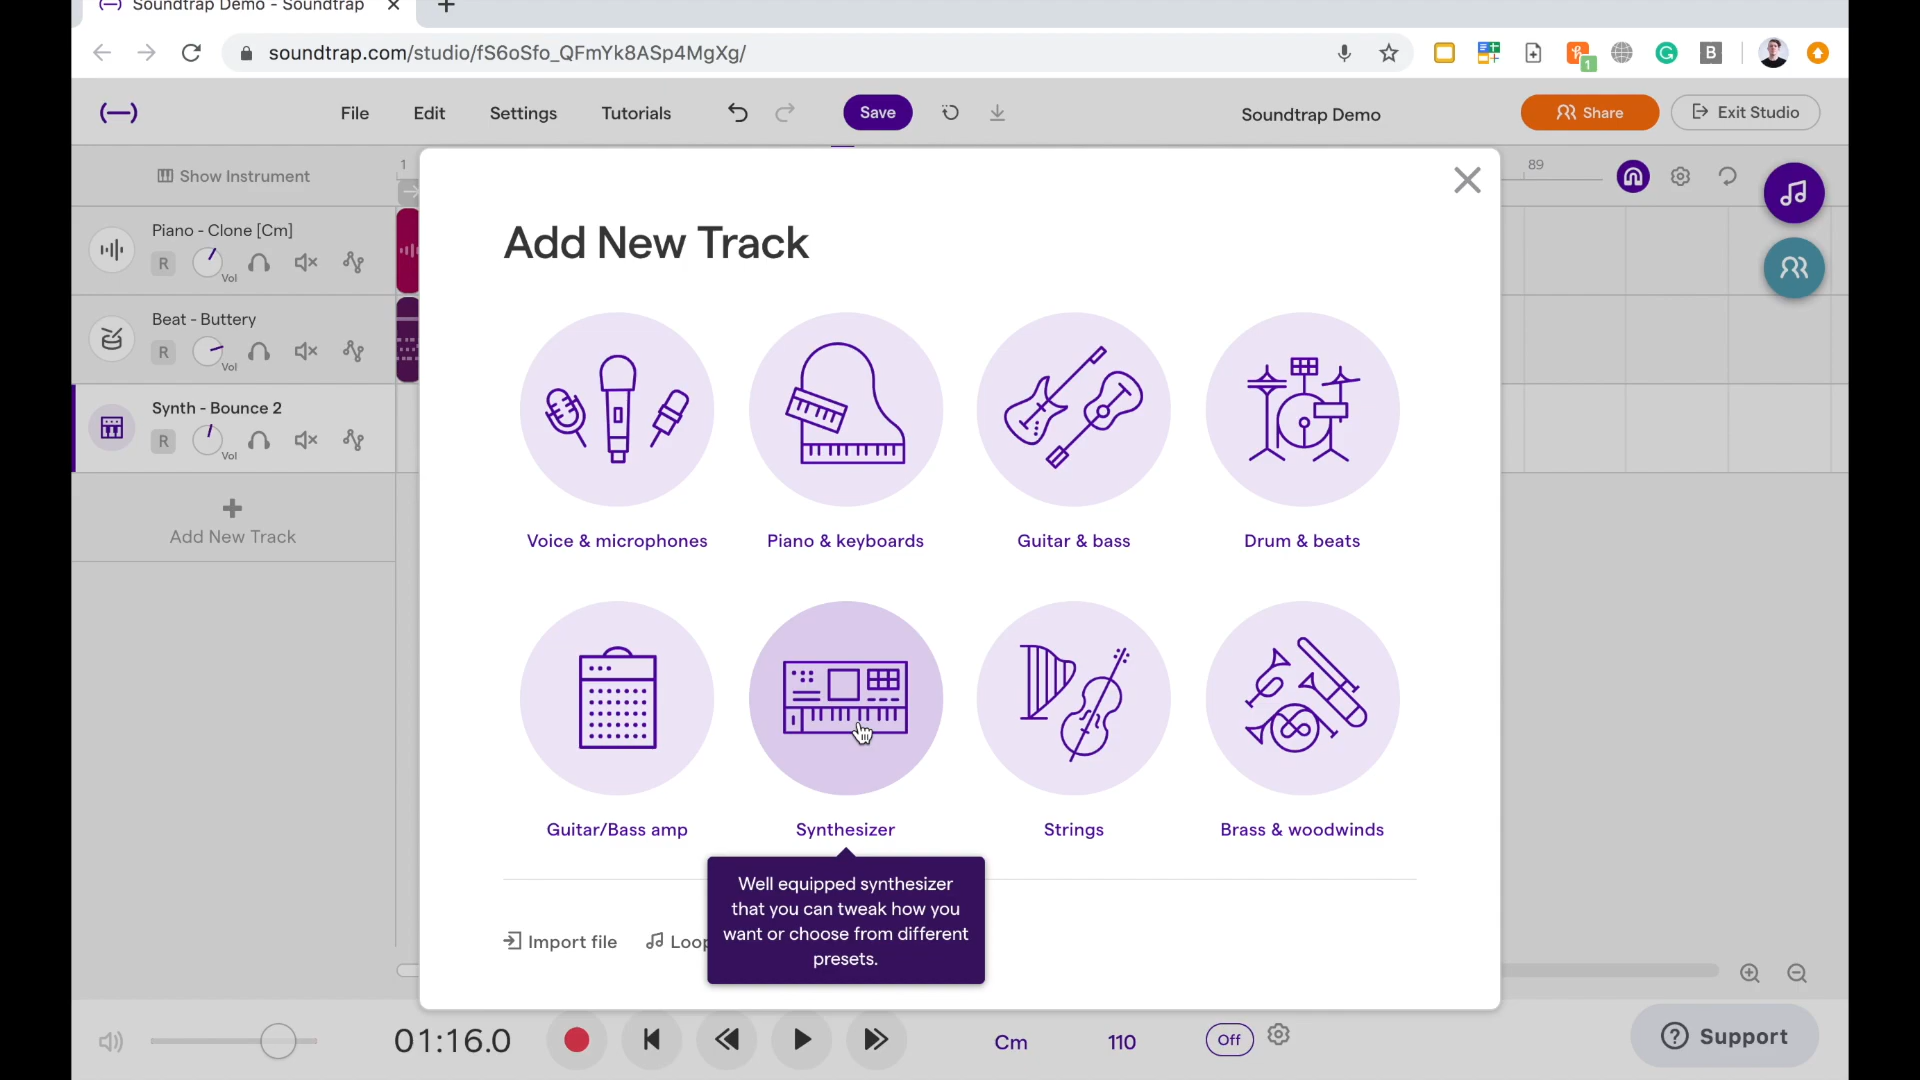 Soundtrap Demo - Soundtrap
soundtrap.com/studio/fS6oSfo_QFmYk8ASp4MgXg/
1
B
File
Edit
Settings
Tutorials
Save
Soundtrap Demo
Share
Exit Studio
Show Instrument
1
89
Piano - Clone [Cm]
R
Vol
Beat - Buttery
R
Vol
Synth - Bounce 2
R
Vol
Add New Track
Add New Track
Voice & microphones
Piano & keyboards
Guitar & bass
Drum & beats
Guitar/Bass amp
Synthesizer
Strings
Brass & woodwinds
Well equipped synthesizer
that you can tweak how you
want or choose from different
presets.
Import file
Loop
01:16.0
Cm
110
Off
Support